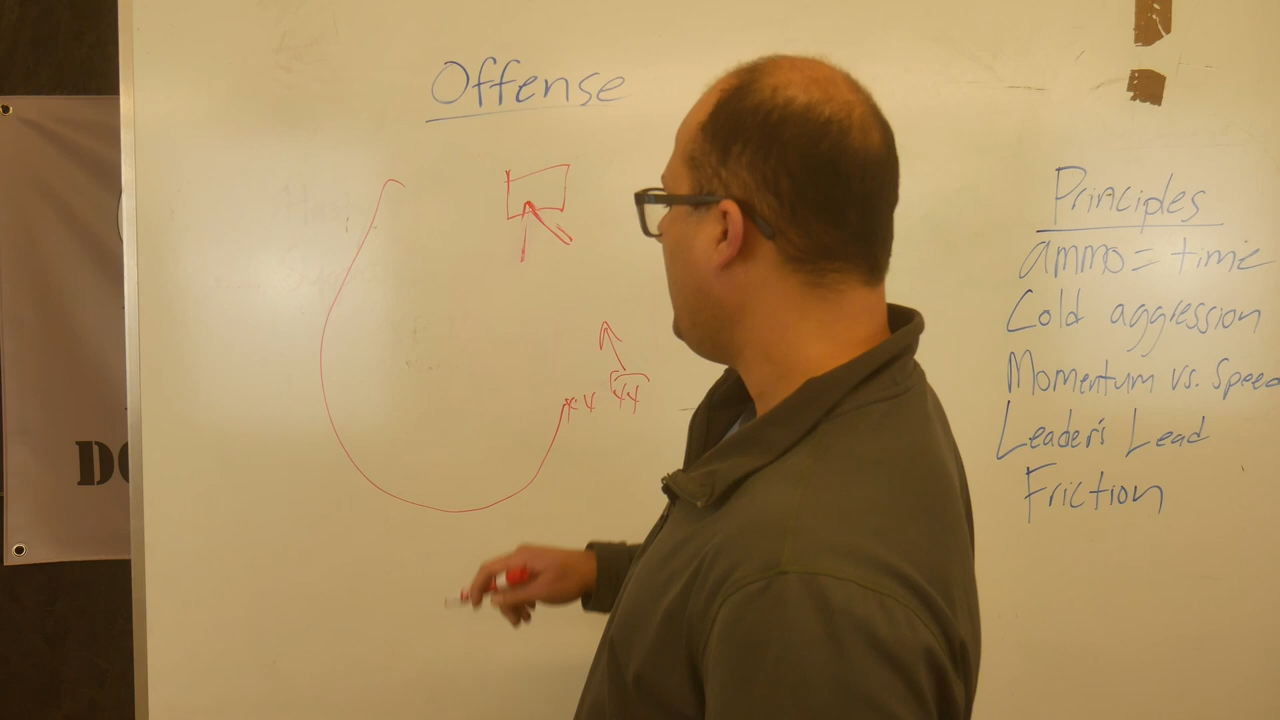 Offense
Principles
ammo = time
Cold aggression
Momentum vs. Speed
Leader's Lead
Friction